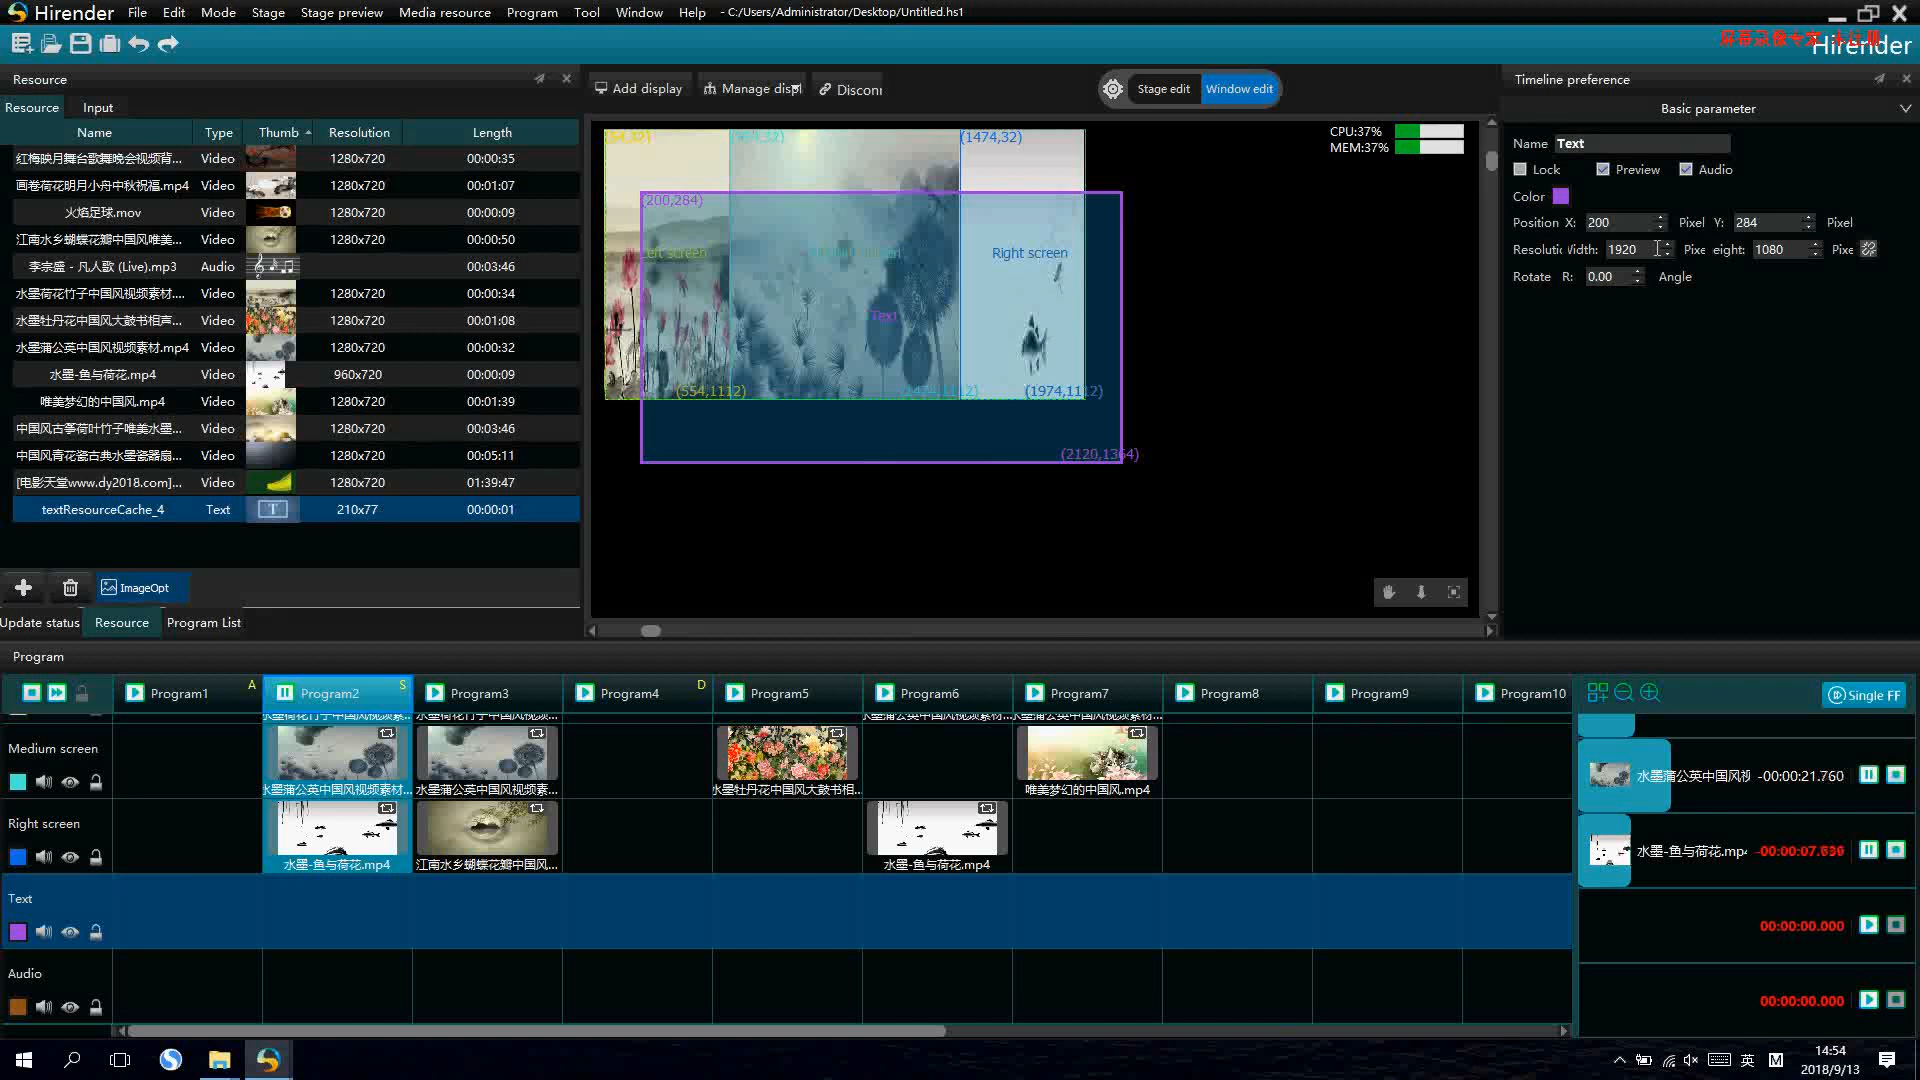 Hirender File Edit Mode Stage Stage preview Media resource Program Tool Window Help - C:/Users/Administrator/Desktop/Untitled.hs1
Hirender
Resource
Resource Input
Name Type Thumb Resolution Length
红梅映月舞台歌舞晚会视频背... Video 1280x720 00:00:35
画卷荷花明月小舟中秋祝福.mp4 Video 1280x720 00:01:07
火焰足球.mov Video 1280x720 00:00:09
江南水乡蝴蝶花瓣中国风唯美... Video 1280x720 00:00:50
李宗盛 - 凡人歌 (Live).mp3 Audio 00:03:46
水墨荷花竹子中国风视频素材.... Video 1280x720 00:00:34
水墨牡丹花中国风大鼓书相声... Video 1280x720 00:01:08
水墨蒲公英中国风视频素材.mp4 Video 1280x720 00:00:32
水墨-鱼与荷花.mp4 Video 960x720 00:00:09
唯美梦幻的中国风.mp4 Video 1280x720 00:01:39
中国风古筝荷叶竹子唯美水墨... Video 1280x720 00:03:46
中国风青花瓷古典水墨瓷器扇... Video 1280x720 00:05:11
[电影天堂www.dy2018.com]... Video 1280x720 01:39:47
textResourceCache_4 Text 210x77 00:00:01
ImageOpt
Update status Resource Program List
Add display Manage displ Disconn
Stage edit Window edit
CPU:37%
MEM:37%
(1474,32)
(200,284)
Right screen
Text
(554,1112) (1974,1112)
(2120,1364)
Timeline preference
Basic parameter
Name Text
Lock Preview Audio
Color
Position X: 200 Pixel Y: 284 Pixel
Resolutic Vidth: 1920 Pixe eight: 1080 Pixe
Rotate R: 0.00 Angle
Program
Program1 A Program2 S Program3 Program4 D Program5 Program6 Program7 Program8 Program9 Program10
Single FF
Medium screen
水墨蒲公英中国风视频素材... 水墨蒲公英中国风视频素... 水墨牡丹花中国风大鼓书相... 唯美梦幻的中国风.mp4
水墨蒲公英中国风视 -00:00:21.760
Right screen
水墨-鱼与荷花.mp4 江南水乡蝴蝶花瓣中国风... 水墨-鱼与荷花.mp4
水墨-鱼与荷花.mp4 -00:00:07.639
Text
00:00:00.000
Audio
00:00:00.000
英 M
14:54
2018/9/13